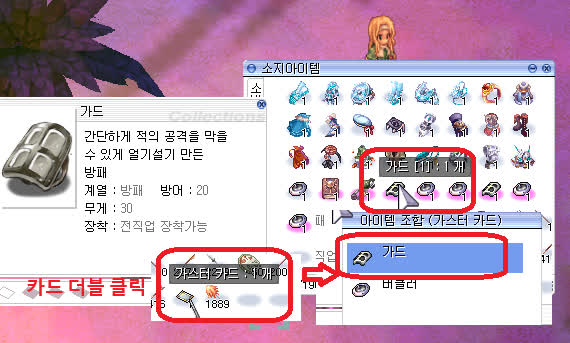 소지아이템
소
가드
Collections
간단하게 적의 공격을 막을
수 있게 얼기설기 만든
방패
계열 : 방패 방어 : 20
무게 : 30
장착 : 전직업 장착가능
가드 [1] : 1 개
아이템 조합 (가스터 카드)
가드
버클러
가스터 카드 : 1 개
1889
카드 더블 클릭